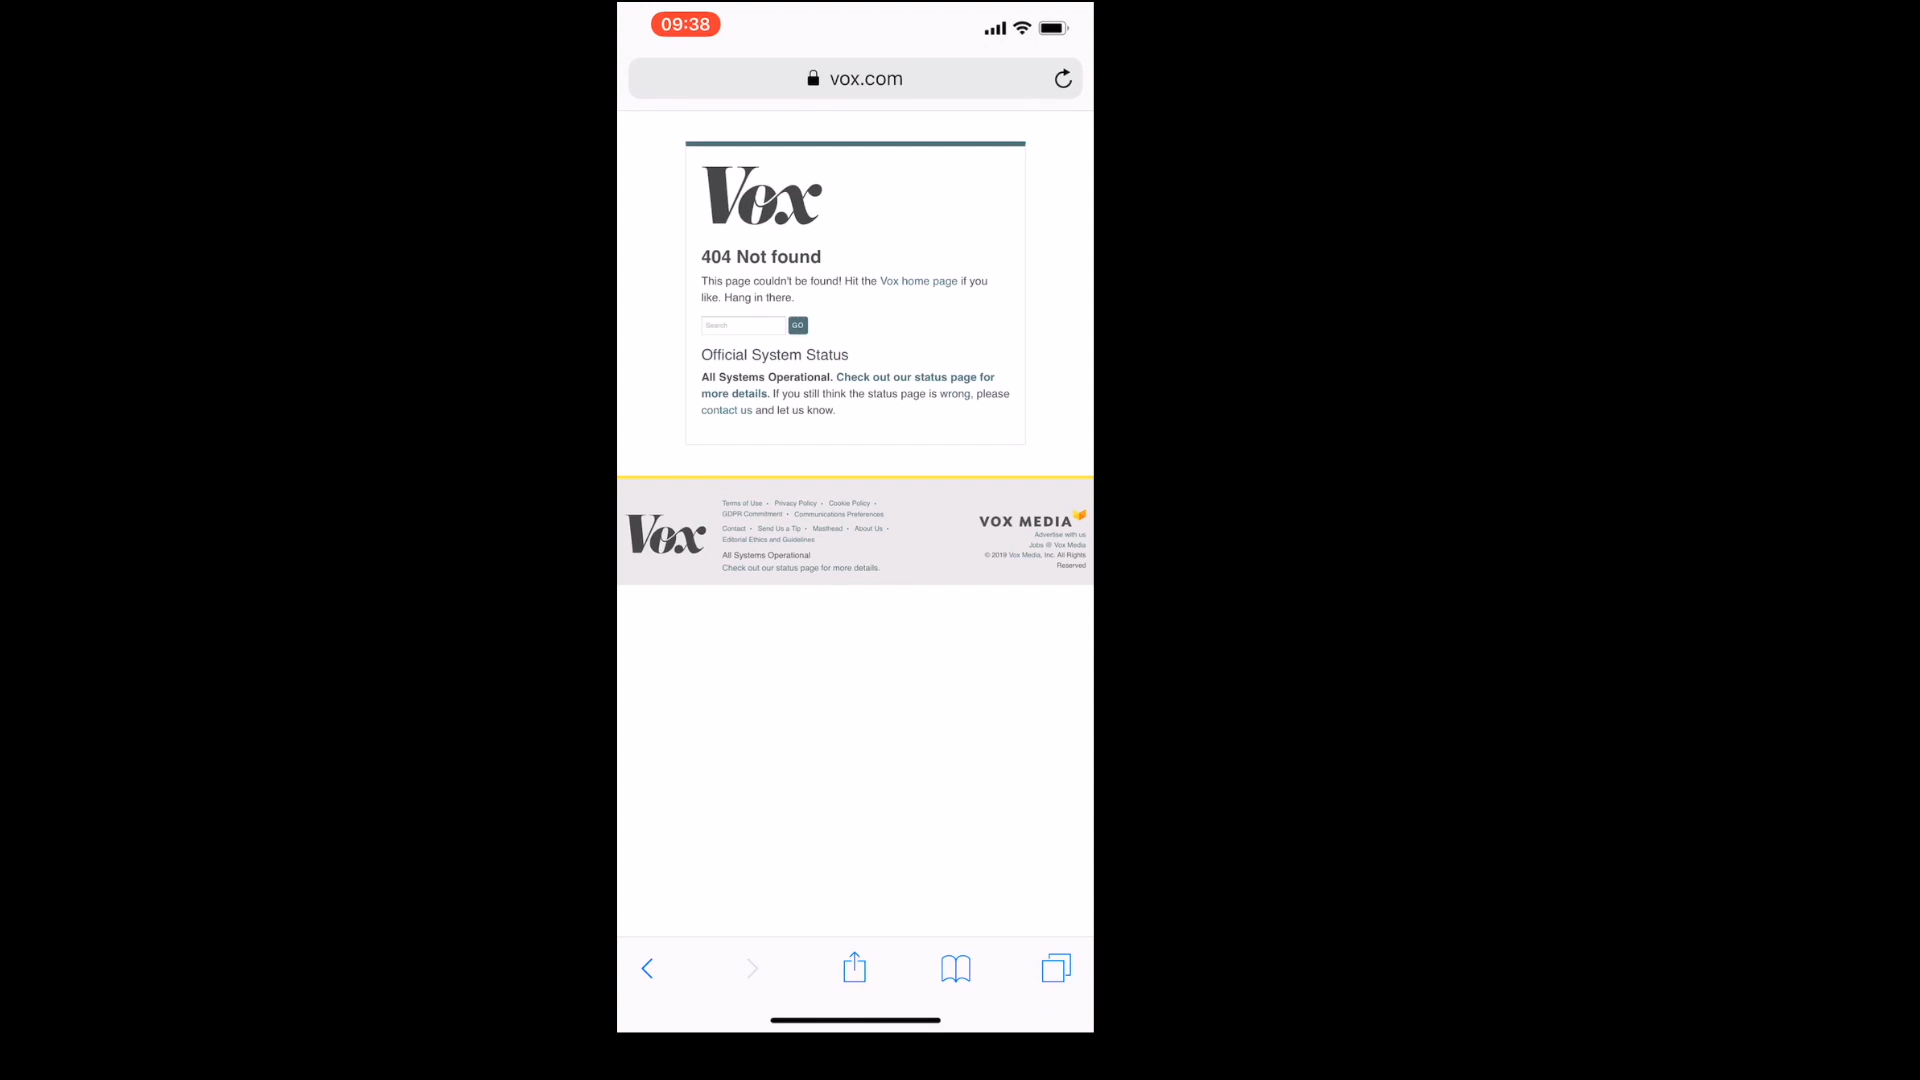 09:38
vox.com
Vox
404 Not found
This page couldn't be found! Hit the Vox home page if you
like. Hang in there.
Search
GO
Official System Status
All Systems Operational. Check out our status page for
more details. If you still think the status page is wrong, please
contact us and let us know.
Vox
Terms of Use • Privacy Policy • Cookie Policy •
GDPR Commitment • Communications Preferences
Contact • Send Us a Tip • Masthead • About Us •
Editorial Ethics and Guidelines
All Systems Operational
Check out our status page for more details.
VOX MEDIA
Advertise with us
Jobs @ Vox Media
© 2019 Vox Media, Inc. All Rights
Reserved